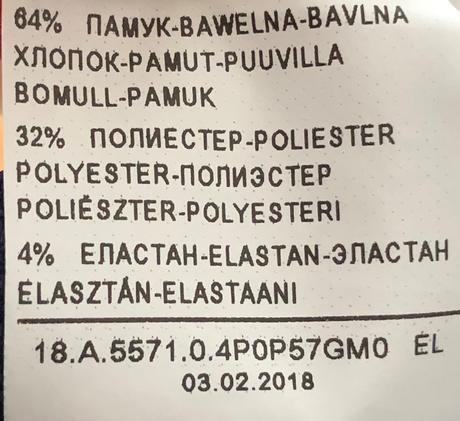 64% ПАМУК-BAWELNA-BAVLNA
ХЛОПОК-PAMUT-PUUVILLA
BOMULL-PAMUK
32% ПОЛИЕСТЕР-POLIESTER
POLYESTER-ПОЛИЭСТЕР
POLIÉSZTER-POLYESTERI
4% ЕЛАСТАН-ELASTAN-ЭЛАСТАН
ELASZTÁN-ELASTAANI
18.A.5571.0.4P0P57GM0 EL
03.02.2018